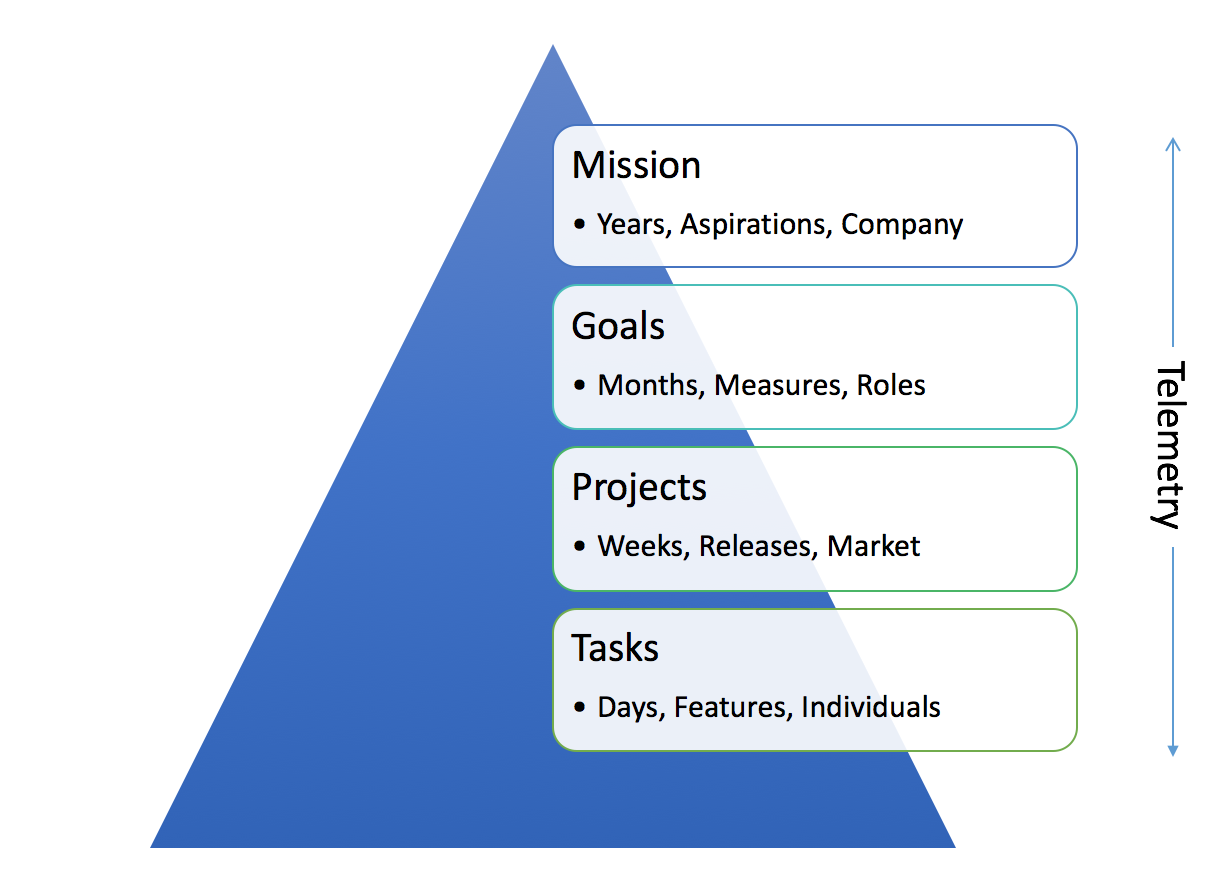 Mission
• Years, Aspirations, Company
Goals
• Months, Measures, Roles
Projects
• Weeks, Releases, Market
Tasks
• Days, Features, Individuals
Telemetry